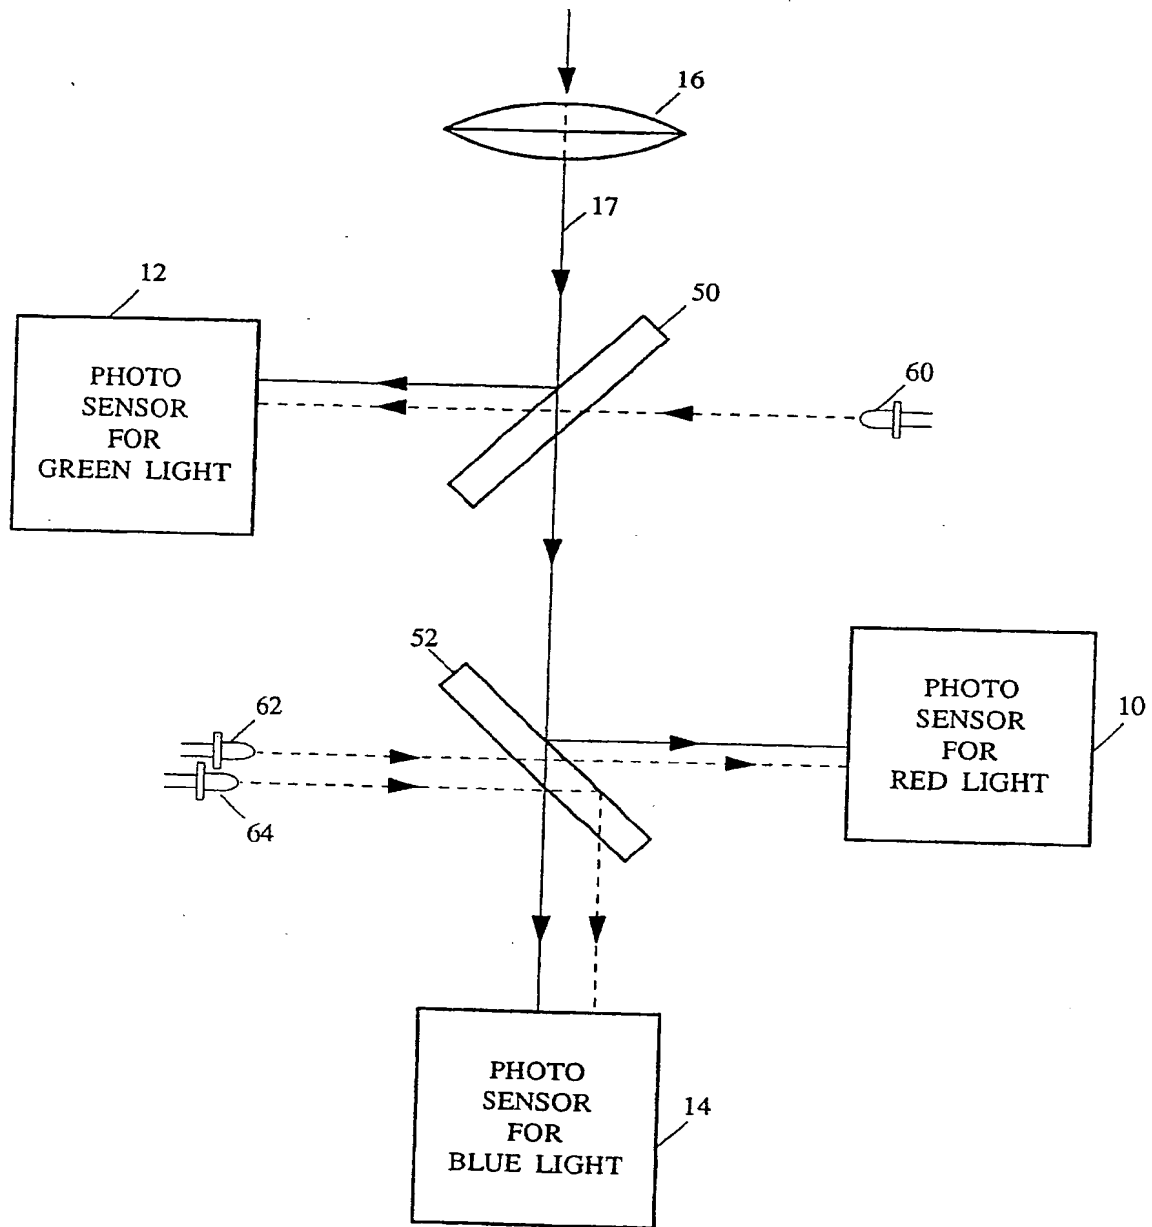 16
17
12
50
PHOTO
SENSOR
FOR
GREEN LIGHT
60
52
62
64
PHOTO
SENSOR
FOR
RED LIGHT
10
PHOTO
SENSOR
FOR
BLUE LIGHT
14